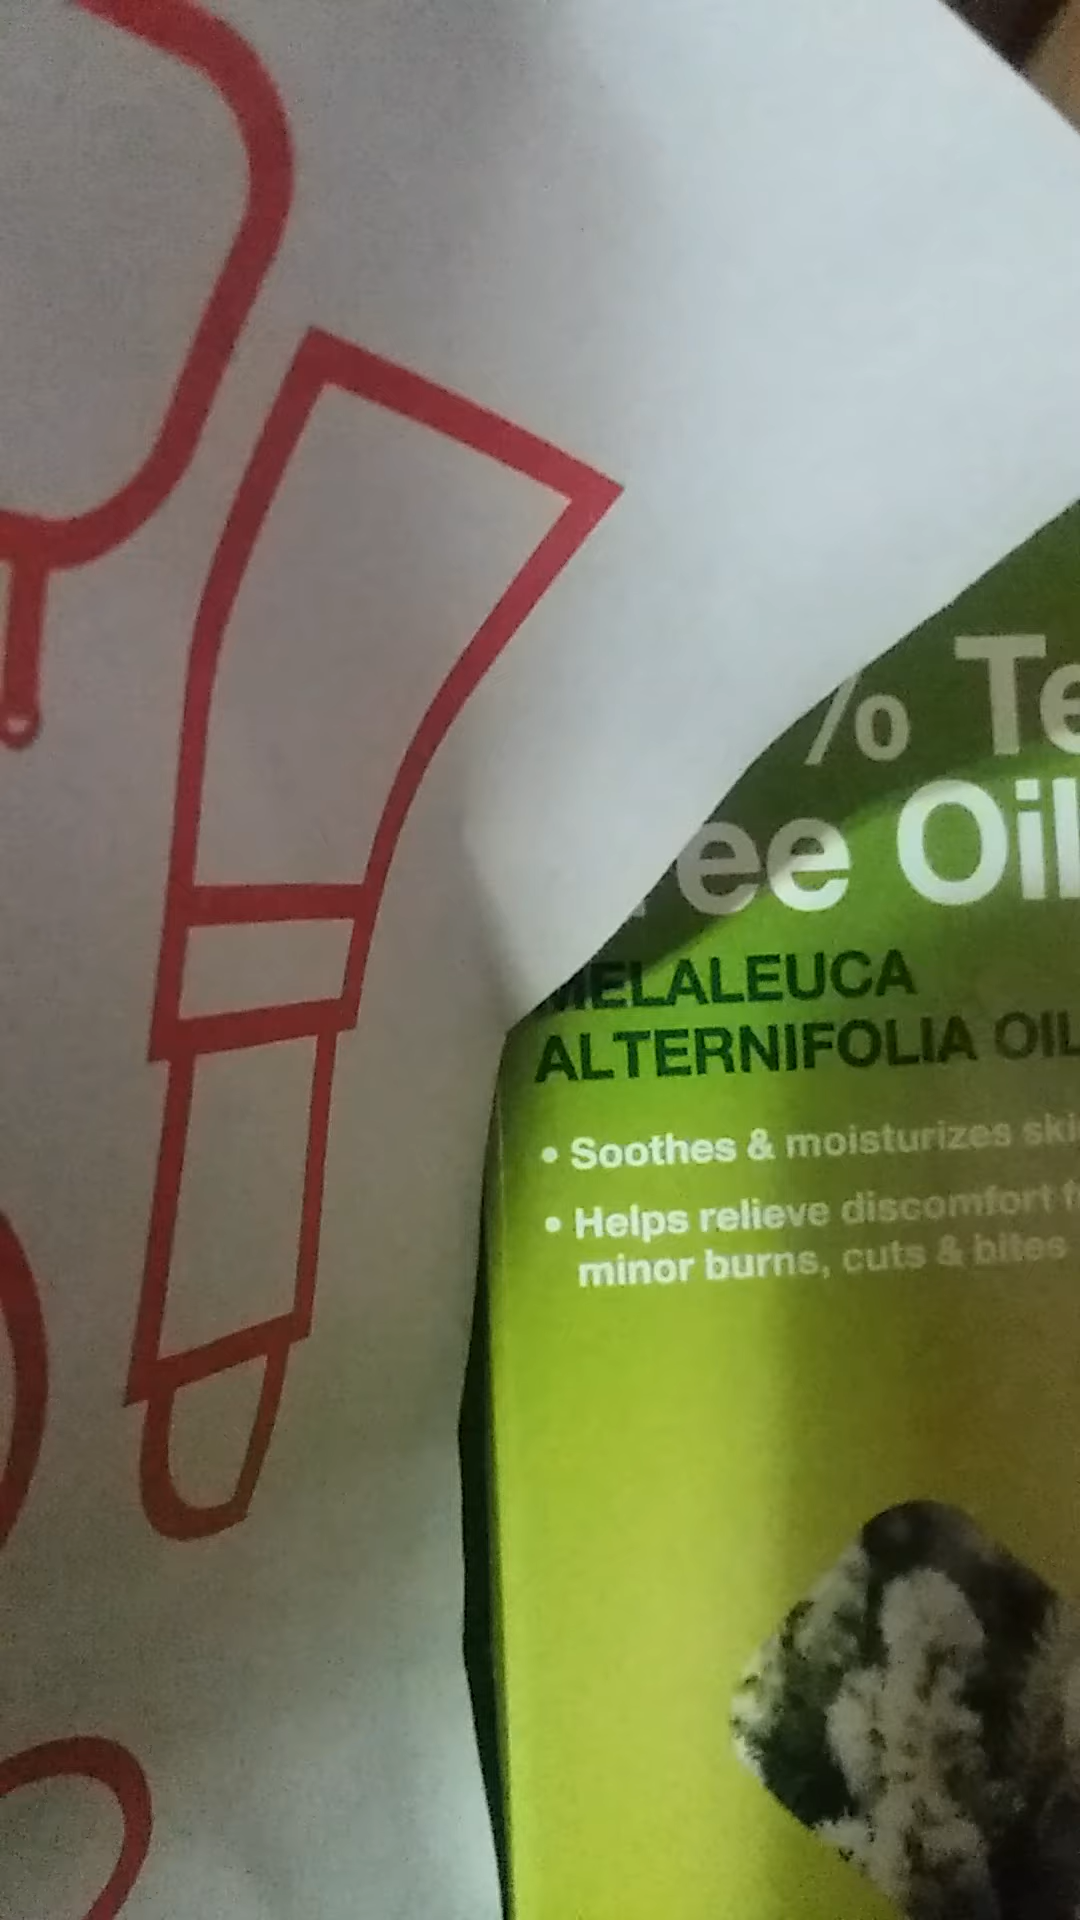 % Te
ee Oil
MELALEUCA
ALTERNIFOLIA OIL
• Soothes & moisturizes ski
• Helps relieve discomfort f
minor burns, cuts & bites